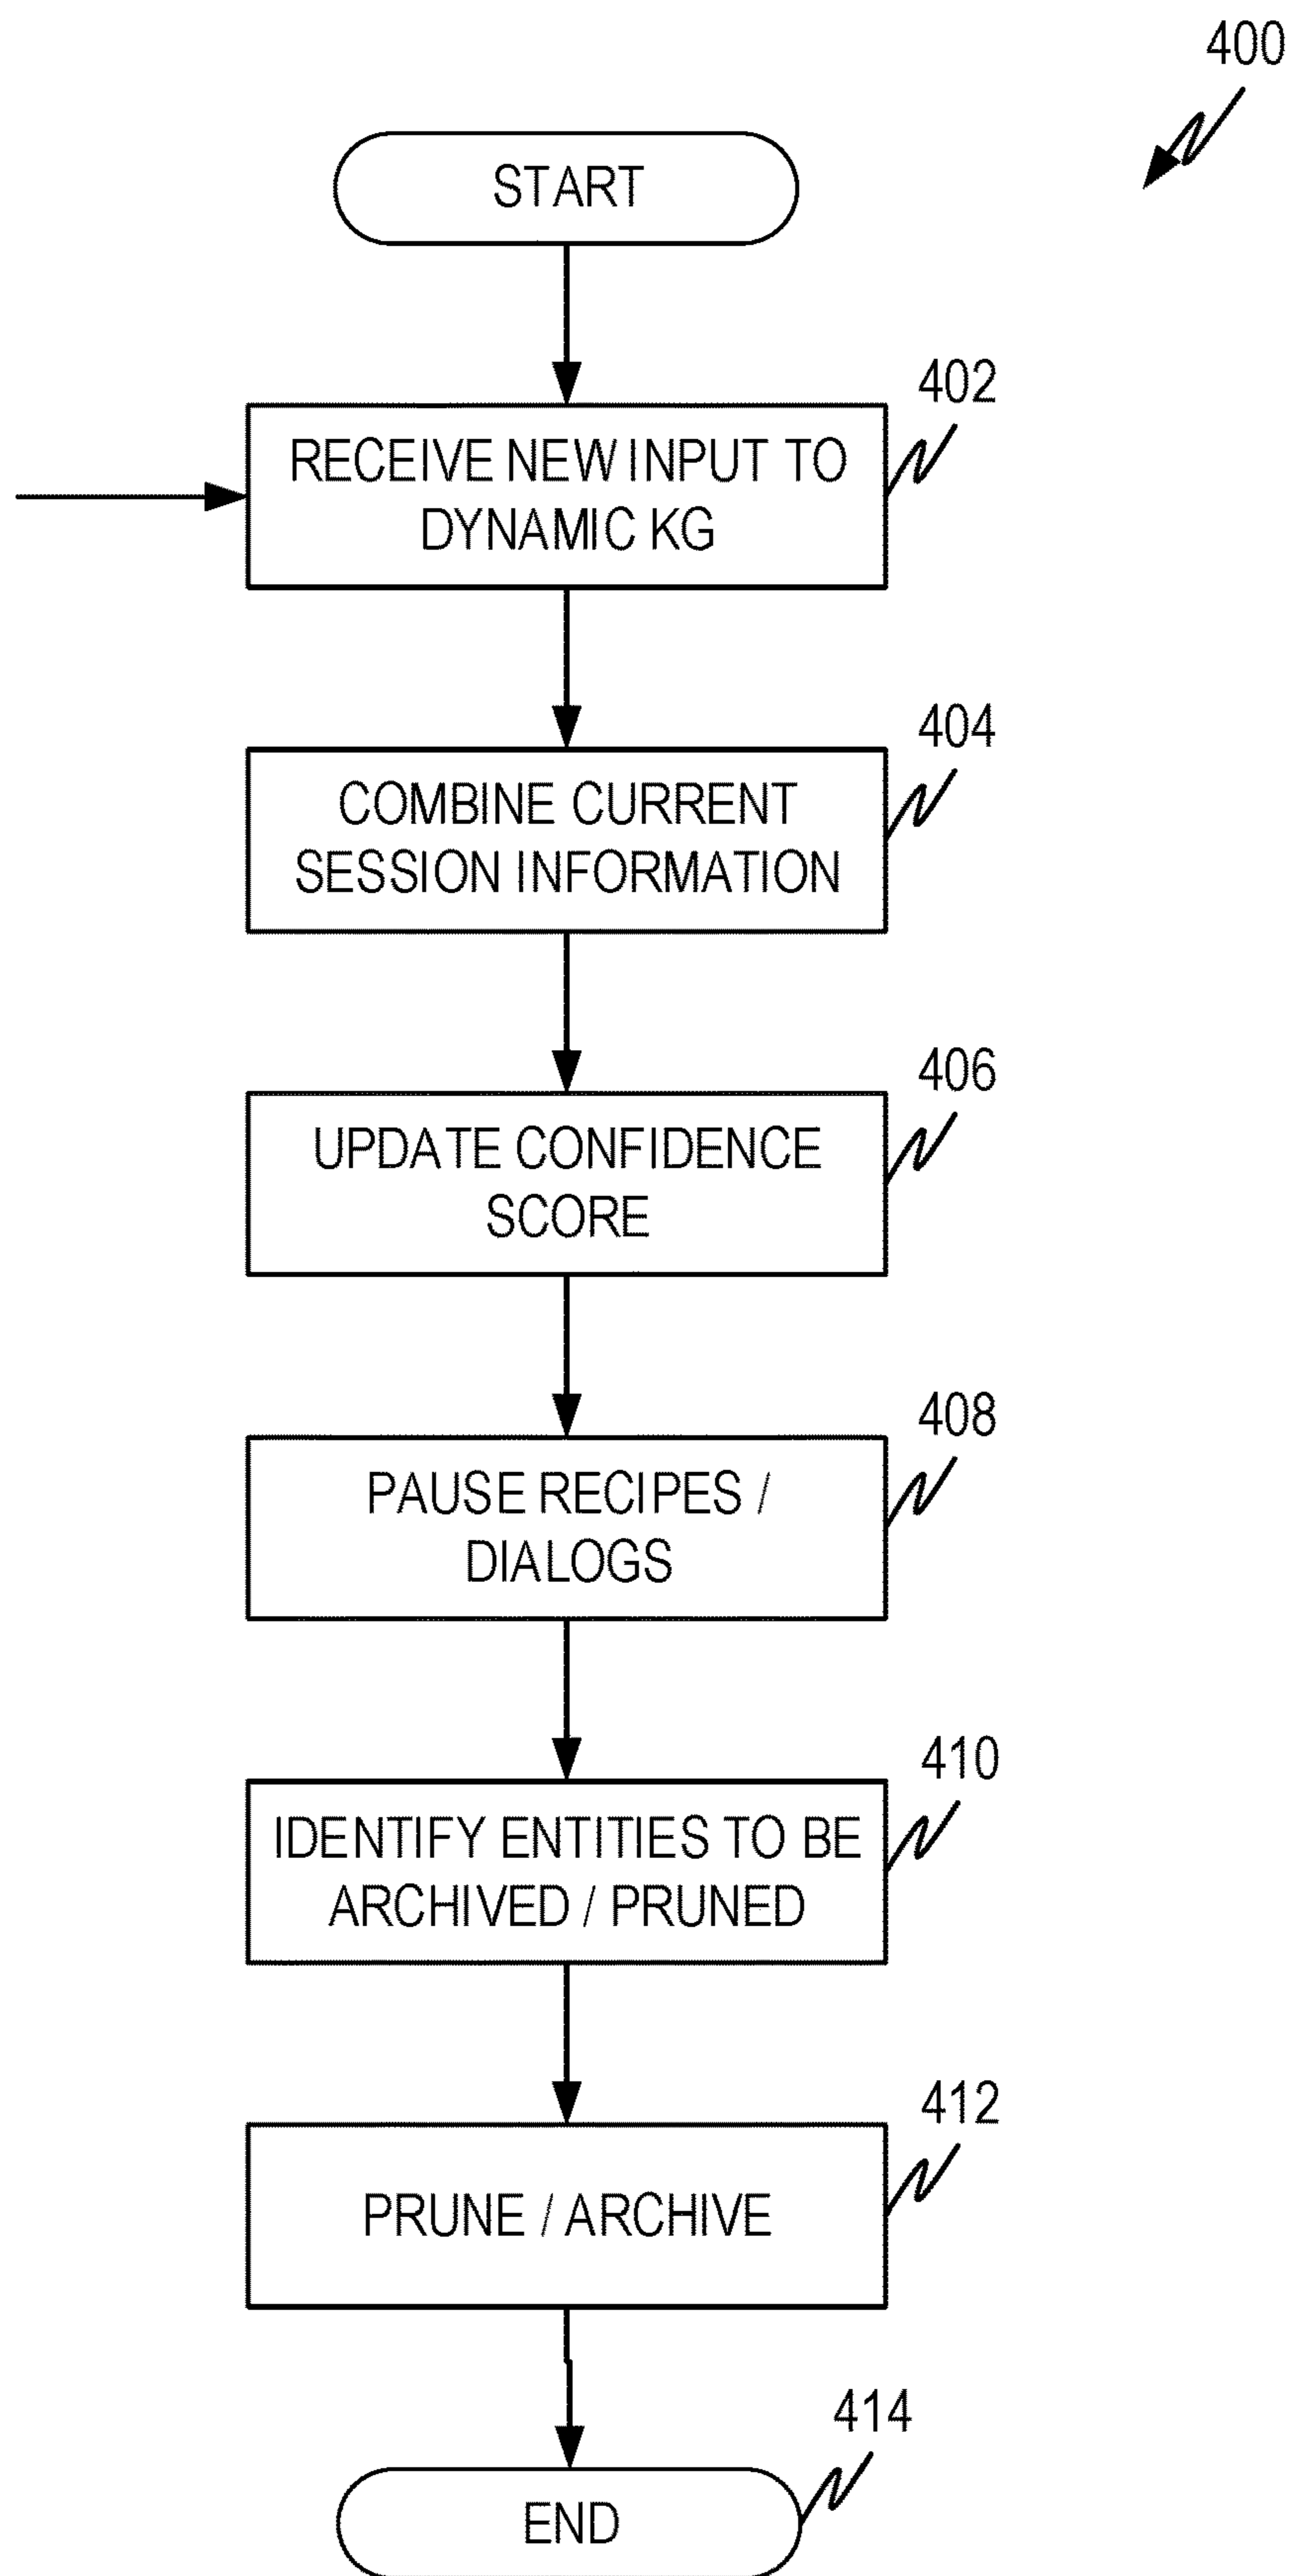 400
START
402
RECEIVE NEW INPUT TO
DYNAMIC KG
404
COMBINE CURRENT
SESSION INFORMATION
406
UPDATE CONFIDENCE
SCORE
408
PAUSE RECIPES /
DIALOGS
410
IDENTIFY ENTITIES TO BE
ARCHIVED / PRUNED
412
PRUNE / ARCHIVE
414
END